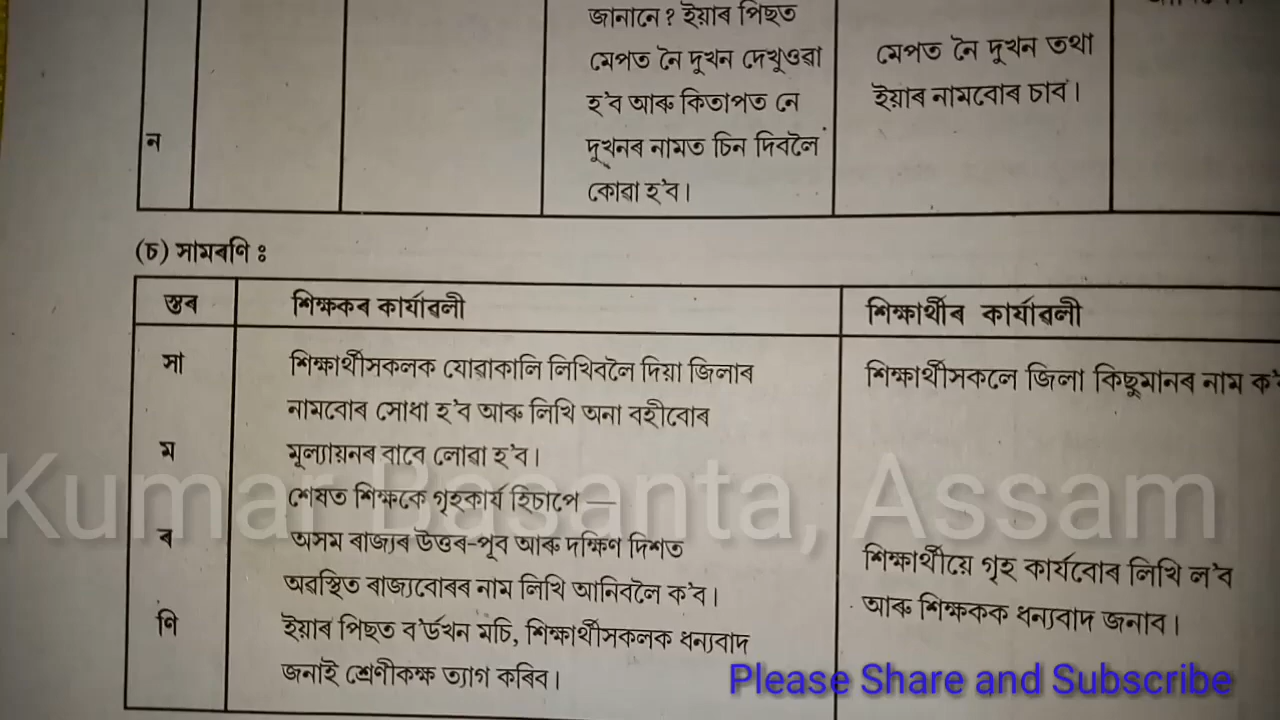 জানানে? ইয়াৰ পিছত
মেপত নৈ দুখন দেখুওৱা
হ'ব আৰু কিতাপত নৈ
দুখনৰ নামত চিন দিবলৈ
কোৱা হ'ব।
মেপত নৈ দুখন তথা
ইয়াৰ নামবোৰ চাব।
ন
(চ) সামৰণি ঃ
স্তৰ
শিক্ষকৰ কাৰ্যাৱলী
শিক্ষাৰ্থীৰ কাৰ্যাৱলী
সা
ম
ৰ
ণি
শিক্ষাৰ্থীসকলক যোৱাকালি লিখিবলৈ দিয়া জিলাৰ
নামবোৰ সোধা হ'ব আৰু লিখি অনা বহীবোৰ
মূল্যায়নৰ বাবে লোৱা হ'ব।
শেষত শিক্ষকে গৃহকাৰ্য হিচাপে —
অসম ৰাজ্যৰ উত্তৰ-পূব আৰু দক্ষিণ দিশত
অৱস্থিত ৰাজ্যবোৰৰ নাম লিখি আনিবলৈ ক'ব।
ইয়াৰ পিছত ব'ৰ্ডখন মচি, শিক্ষাৰ্থীসকলক ধন্যবাদ
জনাই শ্ৰেণীকক্ষ ত্যাগ কৰিব।
শিক্ষাৰ্থীসকলে জিলা কিছুমানৰ নাম ক'
শিক্ষাৰ্থীয়ে গৃহ কাৰ্যবোৰ লিখি ল'ব
আৰু শিক্ষকক ধন্যবাদ জনাব।
Kumar Basanta, Assam
Please Share and Subscribe